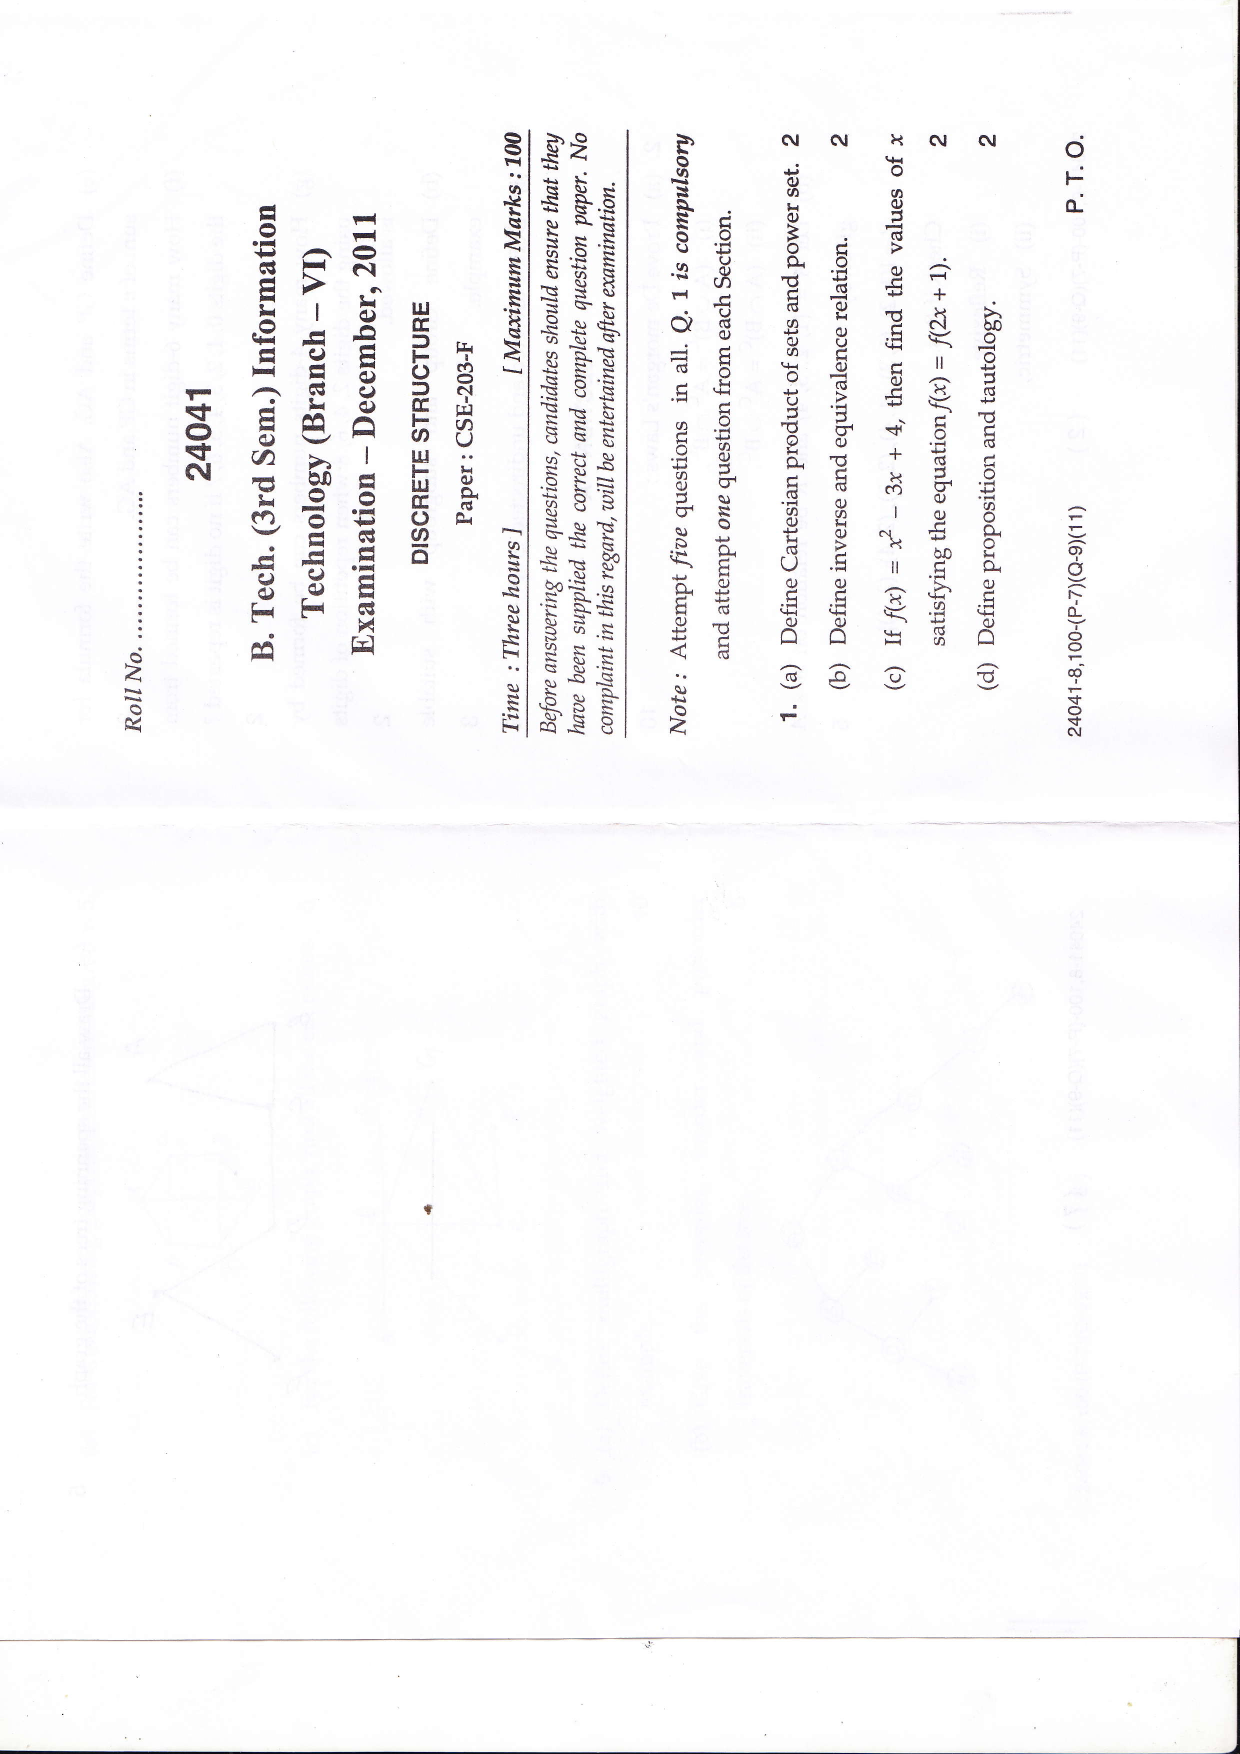 Roll No. ........................
24041
B. Tech. (3rd Sem.) Information
Technology (Branch – VI)
Examination – December, 2011
DISCRETE STRUCTURE
Paper : CSE-203-F
Time : Three hours ] [ Maximum Marks : 100
Before answering the questions, candidates should ensure that they
have been supplied the correct and complete question paper. No
complaint in this regard, will be entertained after examination.
Note : Attempt five questions in all. Q. 1 is compulsory
and attempt one question from each Section.
1. (a) Define Cartesian product of sets and power set. 2
(b) Define inverse and equivalence relation. 2
(c) If f(x) = x² – 3x + 4, then find the values of x
satisfying the equation f(x) = f(2x + 1). 2
(d) Define proposition and tautology. 2
24041-8,100-(P-7)(Q-9)(11) P. T. O.